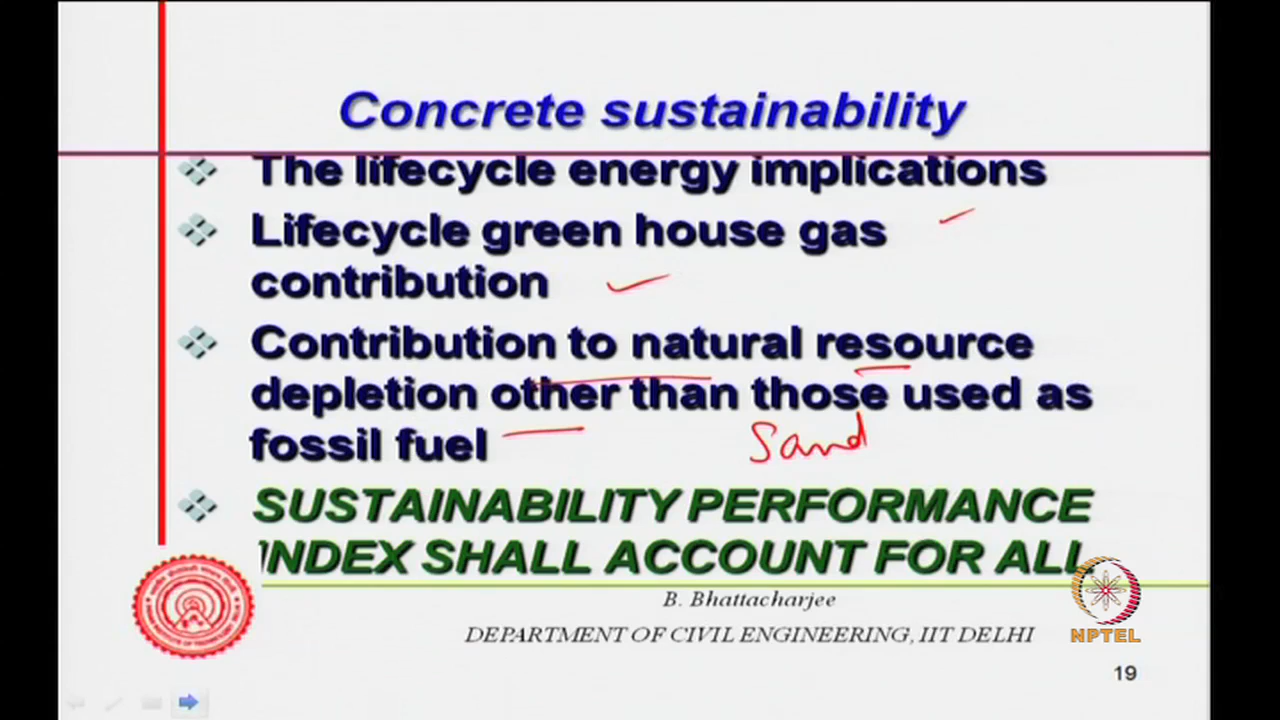 Concrete sustainability
The lifecycle energy implications
Lifecycle green house gas
contribution
Contribution to natural resource
depletion other than those used as
fossil fuel
Sand
SUSTAINABILITY PERFORMANCE
INDEX SHALL ACCOUNT FOR ALL
B. Bhattacharjee
DEPARTMENT OF CIVIL ENGINEERING, IIT DELHI
NPTEL
19